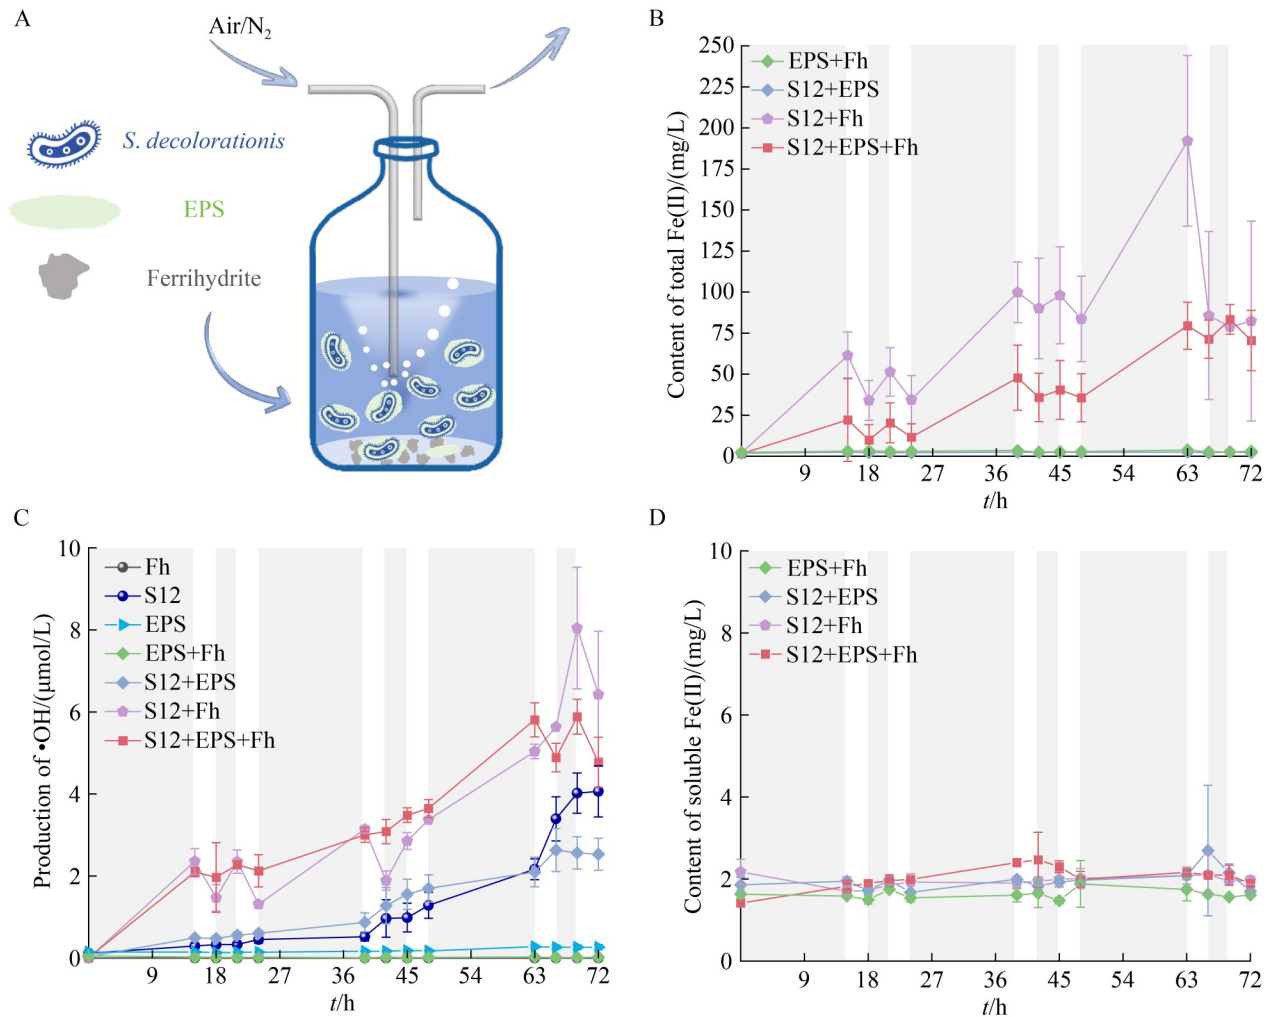 A
Air/N₂
S. decolorationis
EPS
Ferrihydrite
B
Content of total Fe(II)/(mg/L)
250
225
200
175
150
125
100
75
50
25
0
EPS+Fh
S12+EPS
S12+Fh
S12+EPS+Fh
9 18 27 36 45 54 63 72
t/h
C
Production of •OH/(μmol/L)
10
8
6
4
2
0
Fh
S12
EPS
EPS+Fh
S12+EPS
S12+Fh
S12+EPS+Fh
9 18 27 36 45 54 63 72
t/h
D
Content of soluble Fe(II)/(mg/L)
10
8
6
4
2
0
EPS+Fh
S12+EPS
S12+Fh
S12+EPS+Fh
9 18 27 36 45 54 63 72
t/h